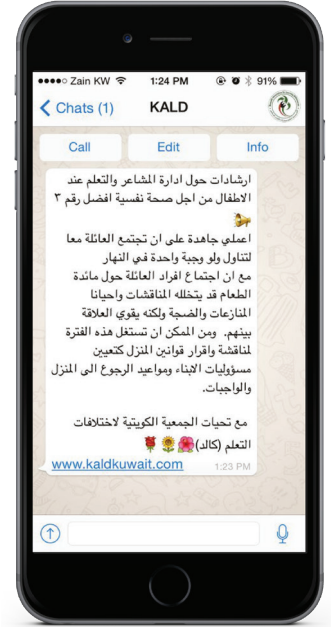 Zain KW 1:24 PM 91%
Chats (1) KALD
Call Edit Info
ارشادات حول ادارة المشاعر والتعلم عند
الاطفال من اجل صحة نفسية افضل رقم ٣
اعملي جاهدة على ان تجتمع العائلة معا
لتناول ولو وجبة واحدة في النهار
مع ان اجتماع افراد العائلة حول مائدة
الطعام قد يتخلله المناقشات واحيانا
المنازعات والضجة ولكنه يقوي العلاقة
بينهم. ومن الممكن ان تستغل هذه الفترة
لمناقشة واقرار قوانين المنزل كتعيين
مسؤوليات الابناء ومواعيد الرجوع الى المنزل
والواجبات.
مع تحيات الجمعية الكويتية لاختلافات
التعلم (كالد)
www.kaldkuwait.com 1:23 PM